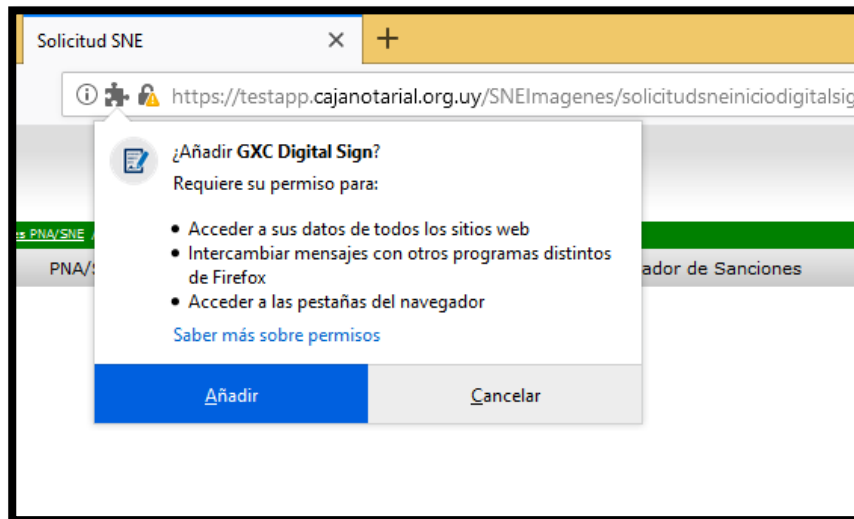 Solicitud SNE
https://testapp.cajanotarial.org.uy/SNEImagenes/solicitudsneiniciodigitalsig
¿Añadir GXC Digital Sign?
Requiere su permiso para:
PNA/SNE /
• Acceder a sus datos de todos los sitios web
• Intercambiar mensajes con otros programas distintos
de Firefox
PNA/
ador de Sanciones
• Acceder a las pestañas del navegador
Saber más sobre permisos
Añadir
Cancelar